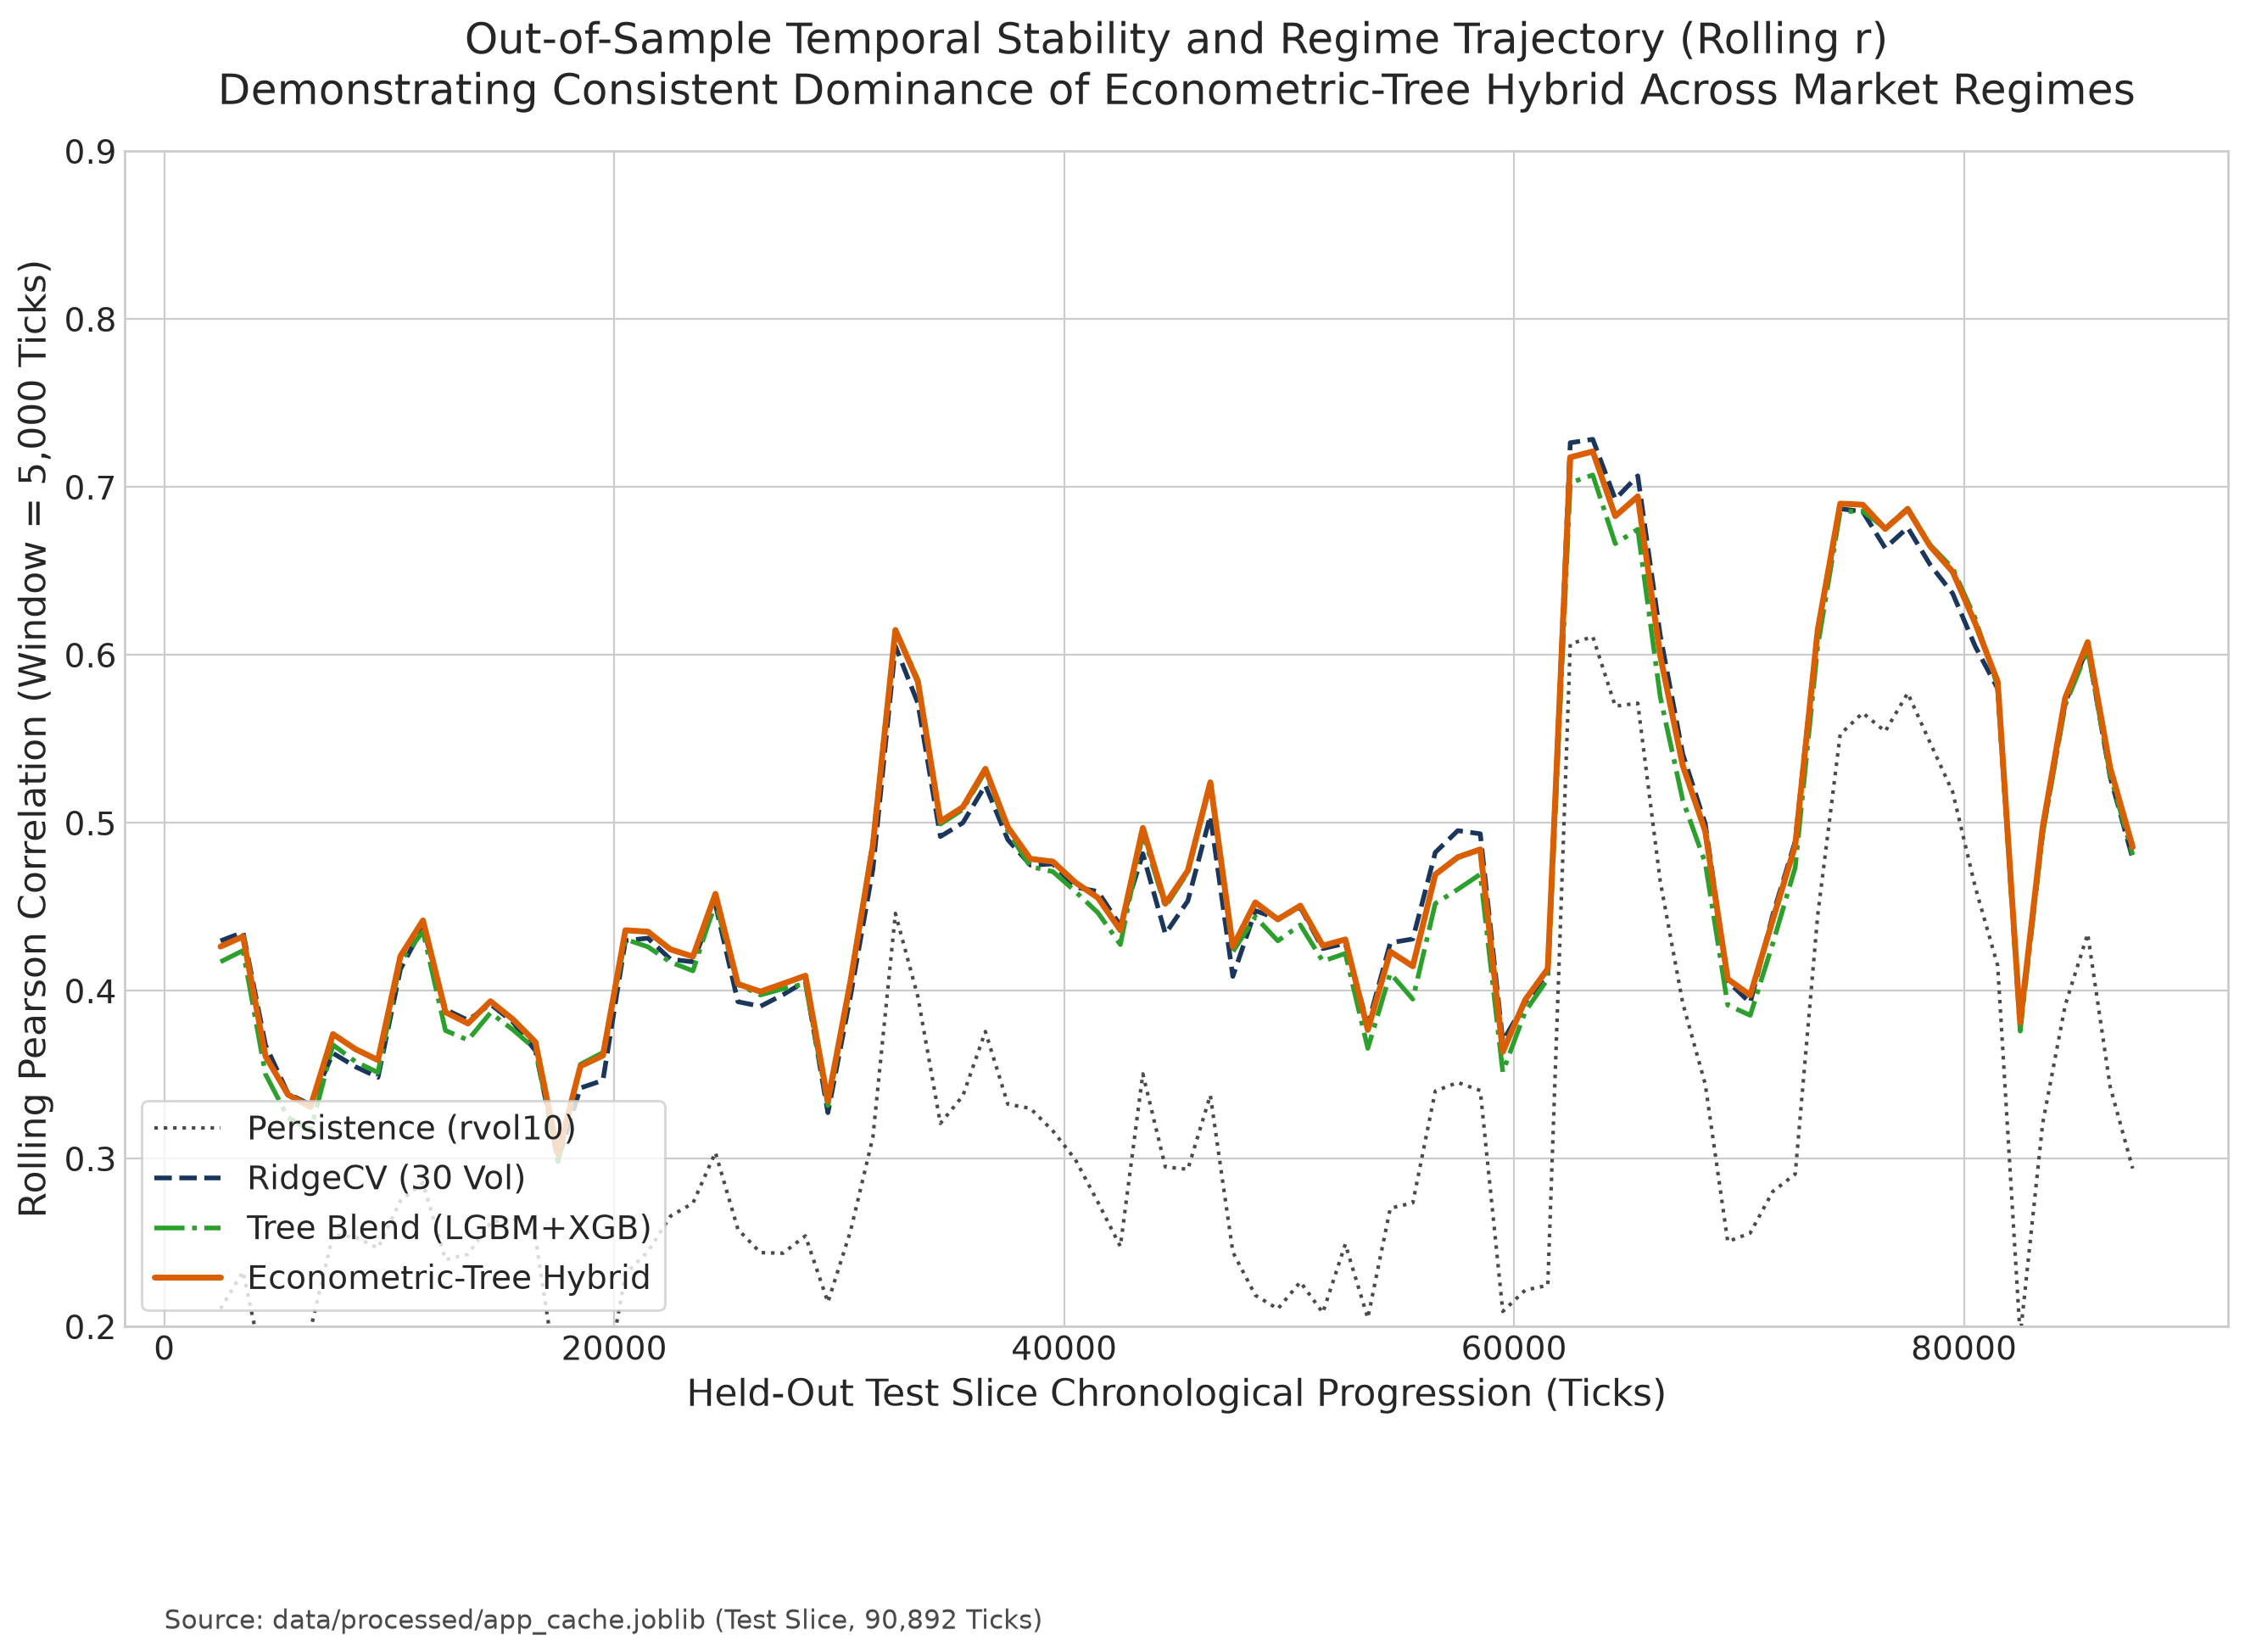 Out-of-Sample Temporal Stability and Regime Trajectory (Rolling r)
Demonstrating Consistent Dominance of Econometric-Tree Hybrid Across Market Regimes
Rolling Pearson Correlation (Window = 5,000 Ticks)
0.9
0.8
0.7
0.6
0.5
0.4
0.3
0.2
Persistence (rvol10)
RidgeCV (30 Vol)
Tree Blend (LGBM+XGB)
Econometric-Tree Hybrid
0 20000 40000 60000 80000
Held-Out Test Slice Chronological Progression (Ticks)
Source: data/processed/app_cache.joblib (Test Slice, 90,892 Ticks)